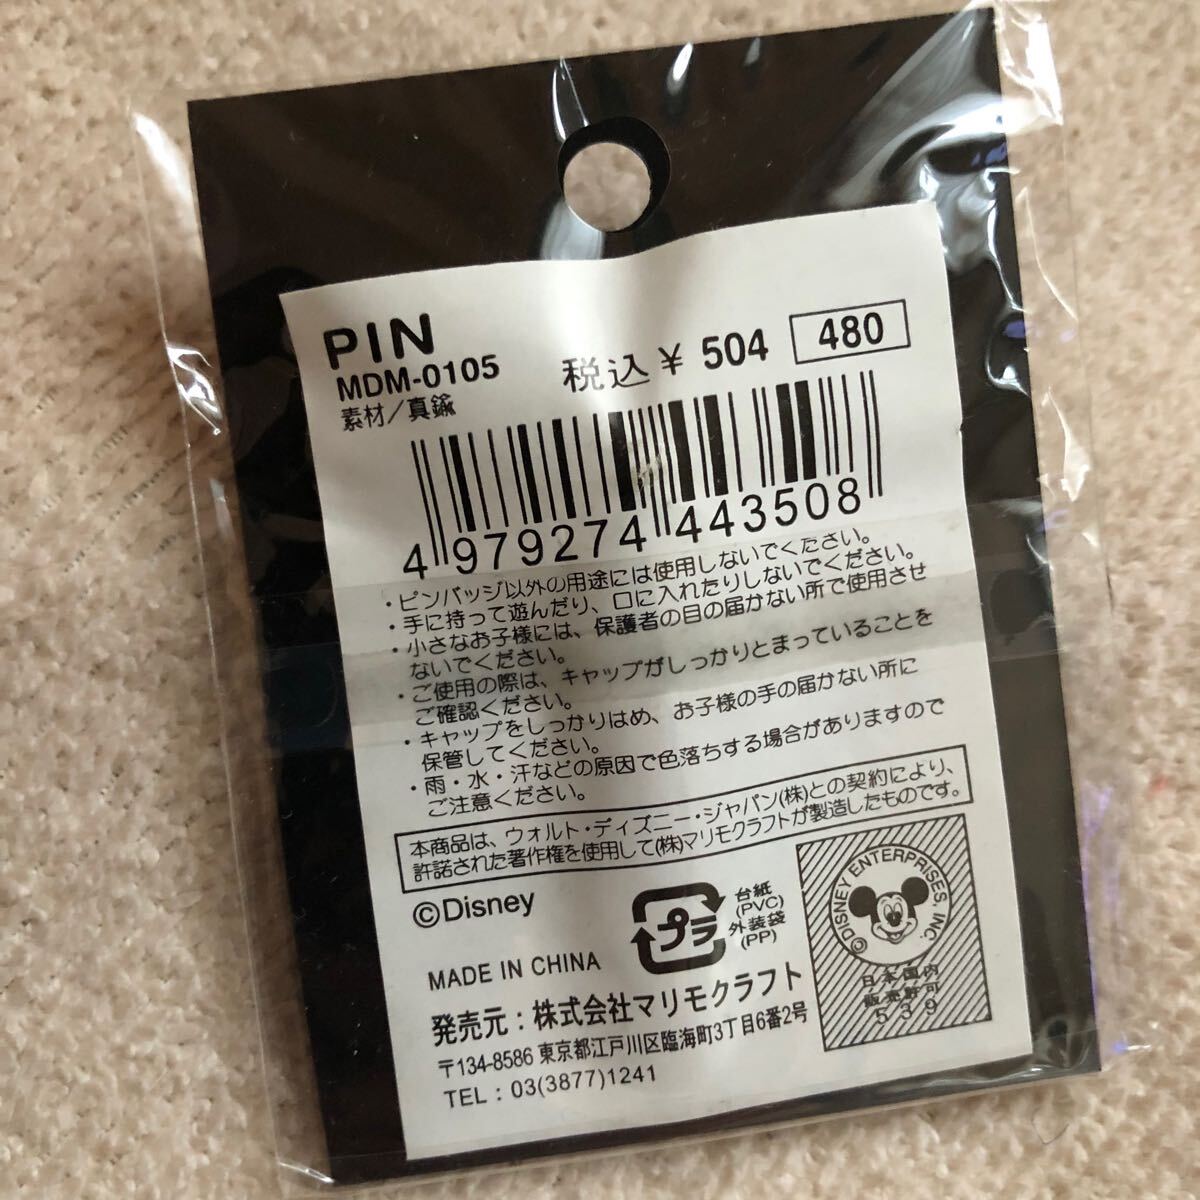 PIN
MDM-0105
素材/真鍮
税込¥ 504 480
4 979274 443508
・ピンバッジ以外の用途には使用しないでください。
・手に持って遊んだり、口に入れたりしないでください。
・小さなお子様には、保護者の目の届かない所で使用させ
ないでください。
・ご使用の際は、キャップがしっかりとまっていることを
ご確認ください。
・キャップをしっかりはめ、お子様の手の届かない所に
保管してください。
・雨・水・汗などの原因で色落ちする場合がありますので
ご注意ください。
本商品は、ウォルト・ディズニー・ジャパン(株)との契約により、
許諾された著作権を使用して(株)マリモクラフトが製造したものです。
©Disney
プラ
台紙
(PVC)
外装袋
(PP)
©DISNEY ENTERPRISES, INC.
日本国内
販売許可
539
MADE IN CHINA
発売元:株式会社マリモクラフト
〒134-8586 東京都江戸川区臨海町3丁目6番2号
TEL:03(3877)1241